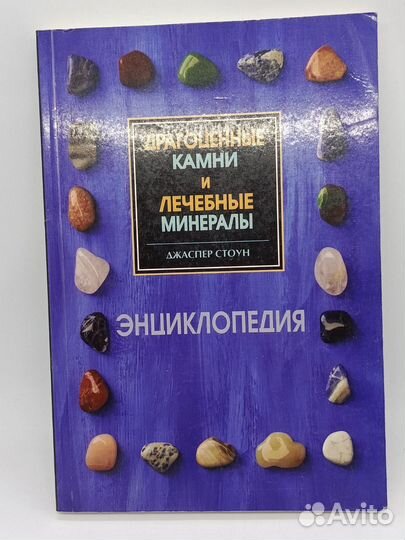 ДРАГОЦЕННЫЕ
КАМНИ
И
ЛЕЧЕБНЫЕ
МИНЕРАЛЫ
ДЖАСПЕР СТОУН
ЭНЦИКЛОПЕДИЯ
Avito